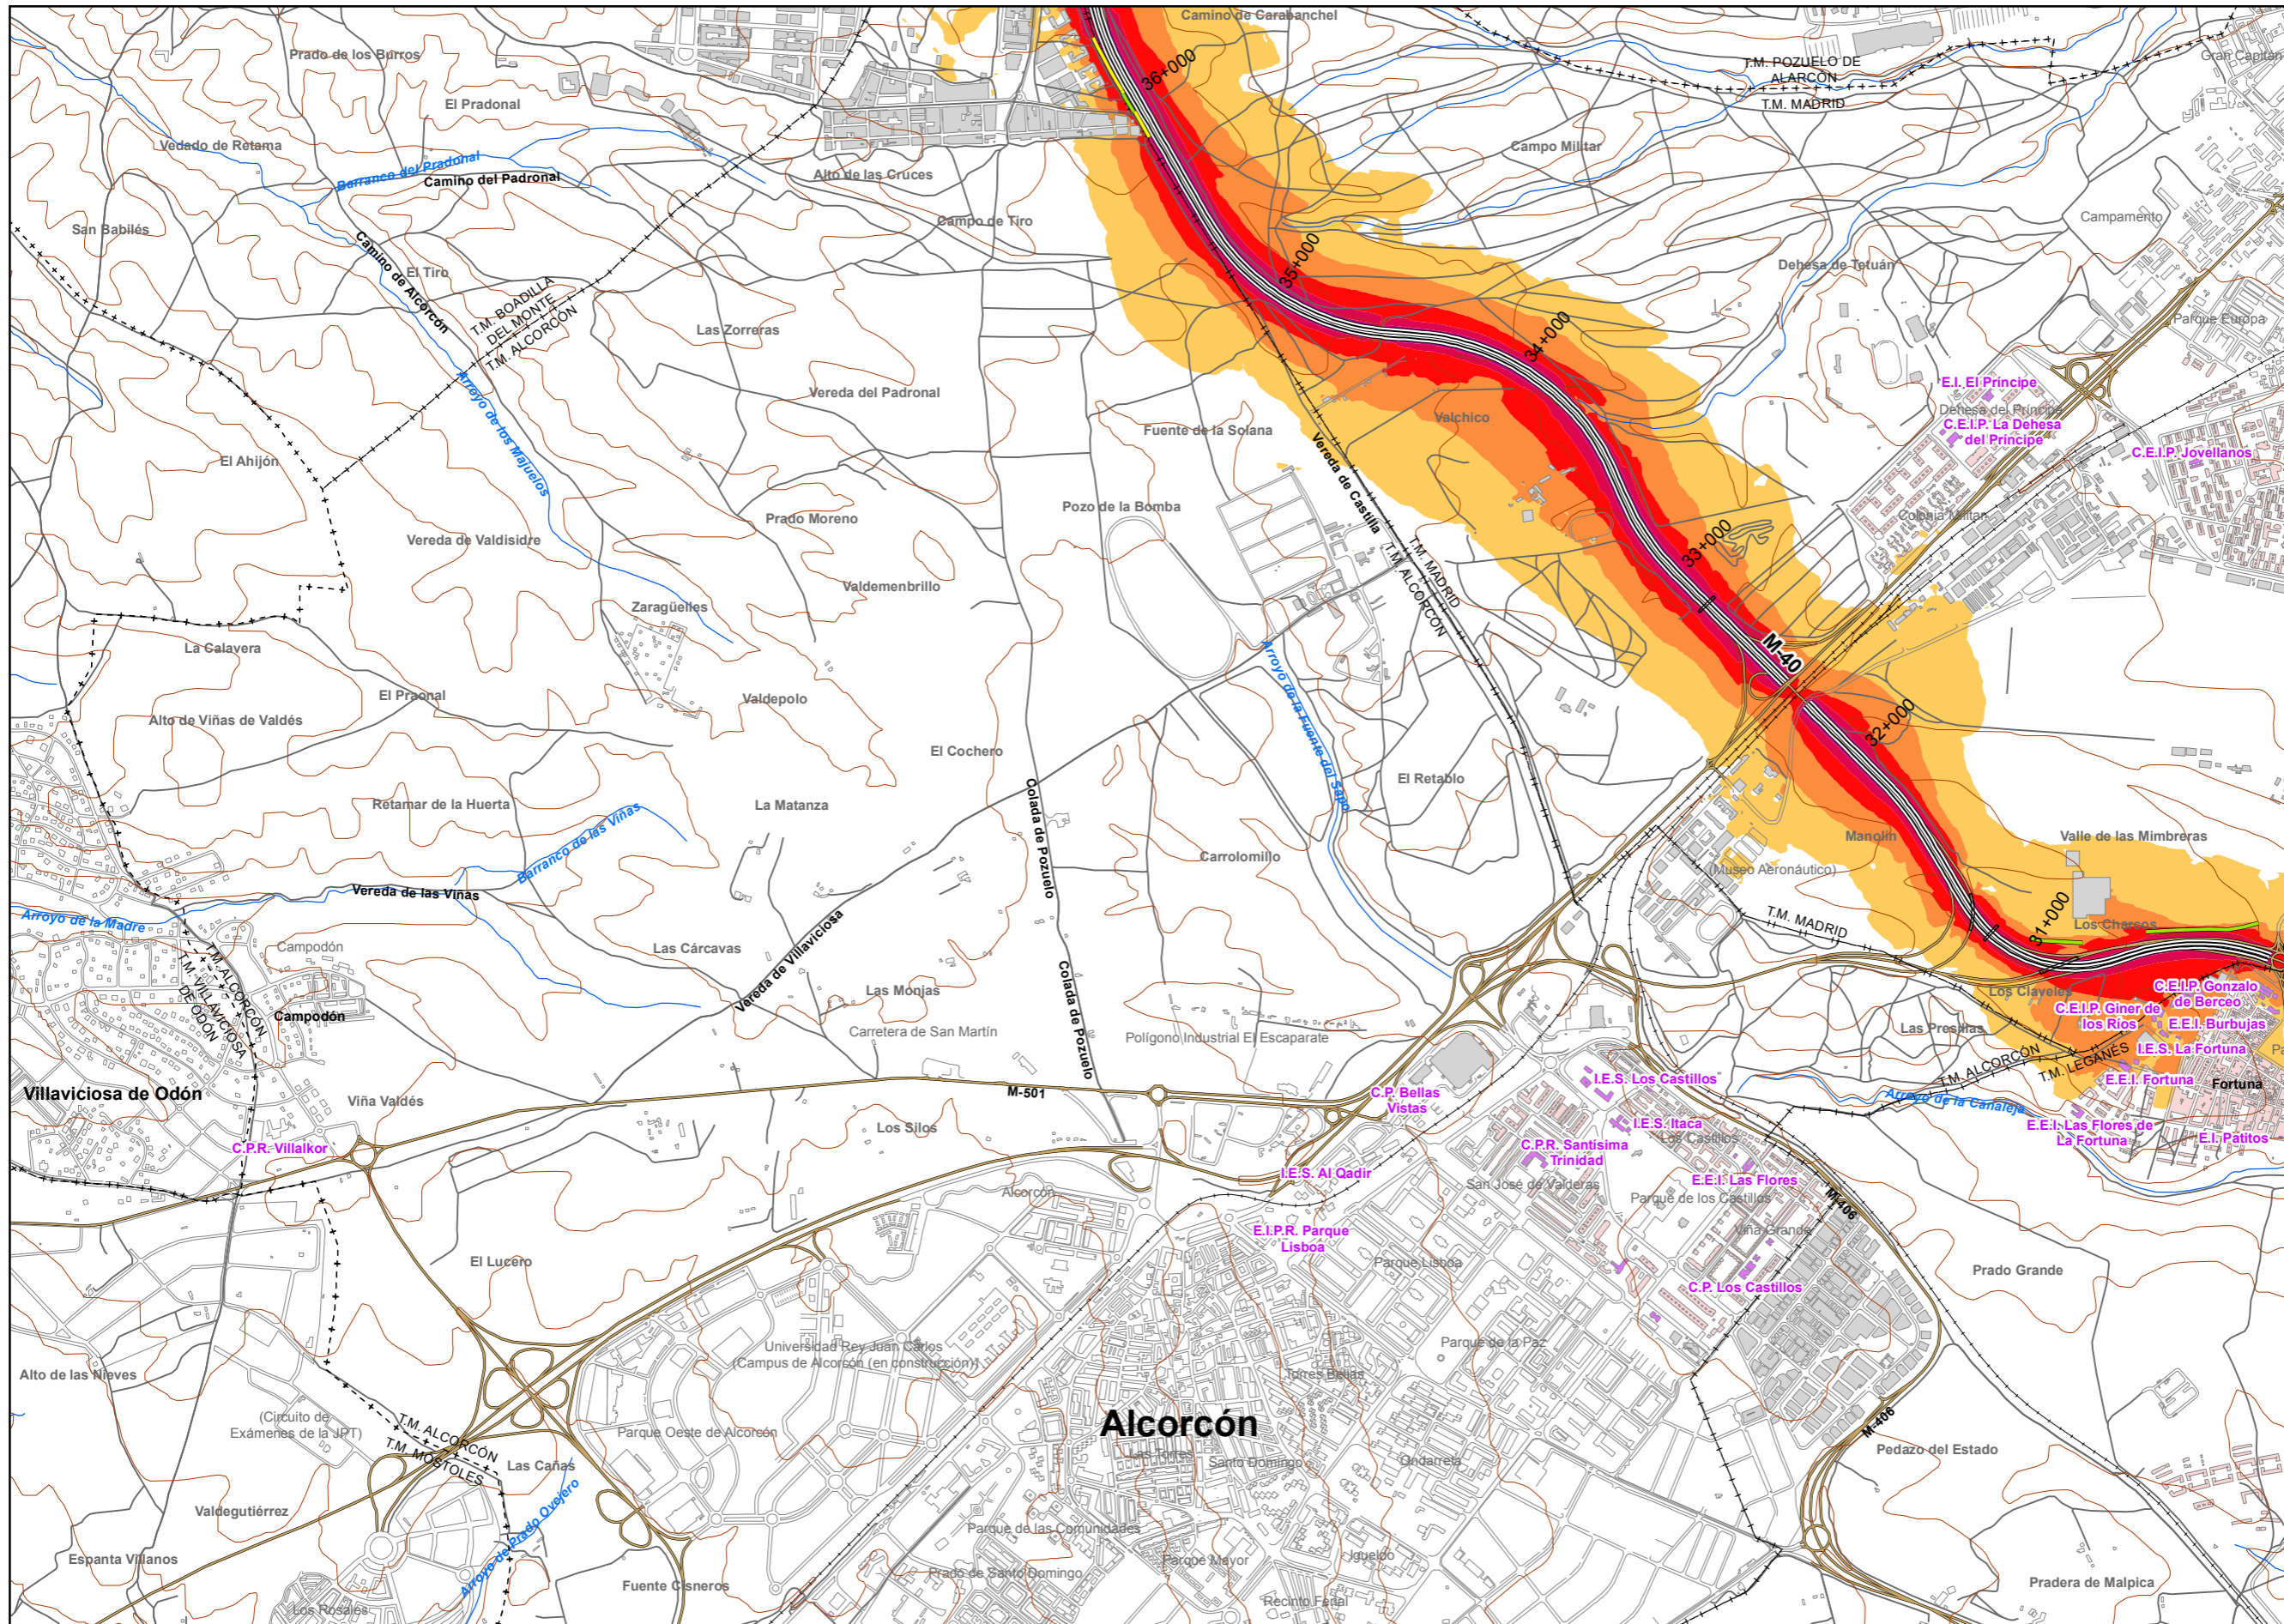 Camino de Carabanchel
Prado de los Burros
Gran Capitán
T.M. POZUELO DE
ALARCÓN
T.M. MADRID
36+000
El Pradonal
Vedado de Retama
Campo Militar
Barranco del Pradonal
Camino del Padronal
Alto de las Cruces
Campo de Tiro
Campamento
San Babilés
Camino de Alcorcón
El Tiro
35+000
Dehesa de Tetuán
T.M. BOADILLA
DEL MONTE
T.M. ALCORCÓN
Las Zorreras
34+000
Parque Europa
Arroyo de los Majuelos
Vereda del Padronal
E.I. El Príncipe
Dehesa del Príncipe
C.E.I.P. La Dehesa
del Príncipe
Valchico
Fuente de la Solana
Vereda de Castilla
C.E.I.P. Jovellanos
El Ahijón
Pozo de la Bomba
Prado Moreno
Colonia Militar
Vereda de Valdisidre
33+000
T.M. MADRID
T.M. ALCORCÓN
Valdemenbrillo
Zaragüelles
La Calavera
M-40
Arroyo de la Fuente del Sapo
El Praonal
Valdepolo
Alto de Viñas de Valdés
32+000
El Cochero
El Retablo
Colada de Pozuelo
Retamar de la Huerta
La Matanza
Barranco de las Viñas
Manolín
Valle de las Mimbreras
Carrolomillo
(Museo Aeronáutico)
Vereda de las Viñas
Arroyo de la Madre
T.M. MADRID
31+000
Los Charcos
Campodón
Las Cárcavas
Vereda de Villaviciosa
T.M. ALCORCÓN
T.M. VILLAVICIOSA
DE ODÓN
Colada de Pozuelo
Las Monjas
Los Claveles
C.E.I.P. Gonzalo
de Berceo
Campodón
C.E.I.P. Giner de
los Ríos
E.E.I. Burbujas
Carretera de San Martín
Polígono Industrial El Escaparate
Las Presillas
I.E.S. La Fortuna
T.M. ALCORCÓN
T.M. LEGANÉS
E.E.I. Fortuna
Fortuna
I.E.S. Los Castillos
Villaviciosa de Odón
M-501
C.P. Bellas
Vistas
Viña Valdés
Arroyo de la Canaleja
Los Silos
I.E.S. Itaca
Los Castillos
E.E.I. Las Flores de
La Fortuna
E.I. Patitos
C.P.R. Villalkor
C.P.R. Santísima
Trinidad
I.E.S. Al Qadir
E.E.I. Las Flores
San José de Valderas
Alcorcón
Parque de los Castillos
M-406
E.I.P.R. Parque
Lisboa
Viña Grande
El Lucero
Parque Lisboa
Prado Grande
C.P. Los Castillos
Universidad Rey Juan Carlos
(Campus de Alcorcón (en construcción)
Parque de la Paz
Alto de las Nieves
Torres Bellas
(Circuito de
Exámenes de la JPT)
T.M. ALCORCÓN
T.M. MÓSTOLES
Parque Oeste de Alcorcón
Alcorcón
M-406
Las Torres
Santo Domingo
Ondarreta
Pedazo del Estado
Las Cañas
Valdegutiérrez
Arroyo de Prado Ovejero
Parque de las Comunidades
Espanta Villanos
Parque Mayor
Igueldo
Fuente Cisneros
Prado de Santo Domingo
Pradera de Malpica
Los Rosales
Recinto Ferial